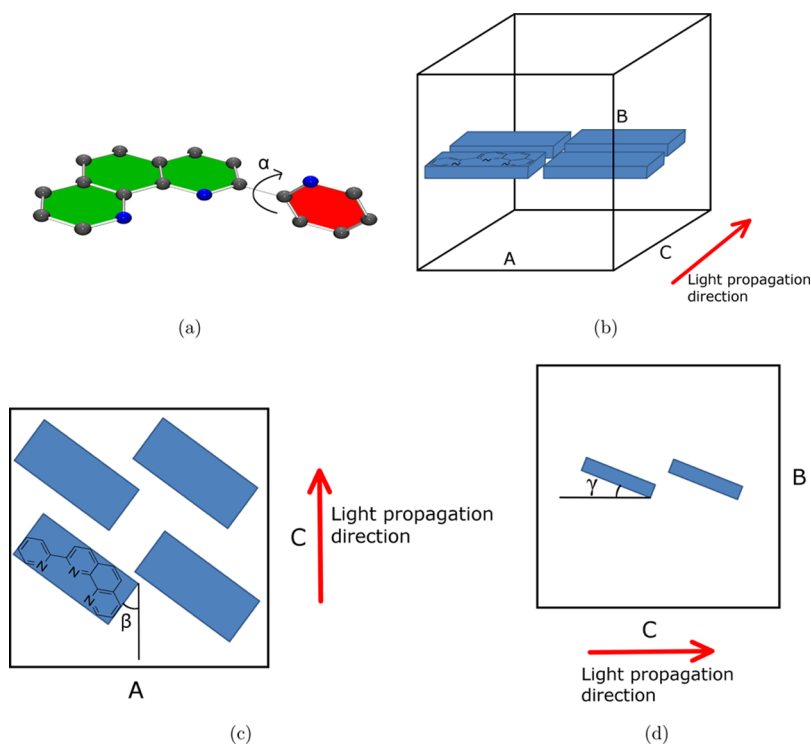 α
(a)
B
A
C
Light propagation
direction
(b)
N
N
N
β
C
Light propagation
direction
A
(c)
γ
B
C
Light propagation
direction
(d)